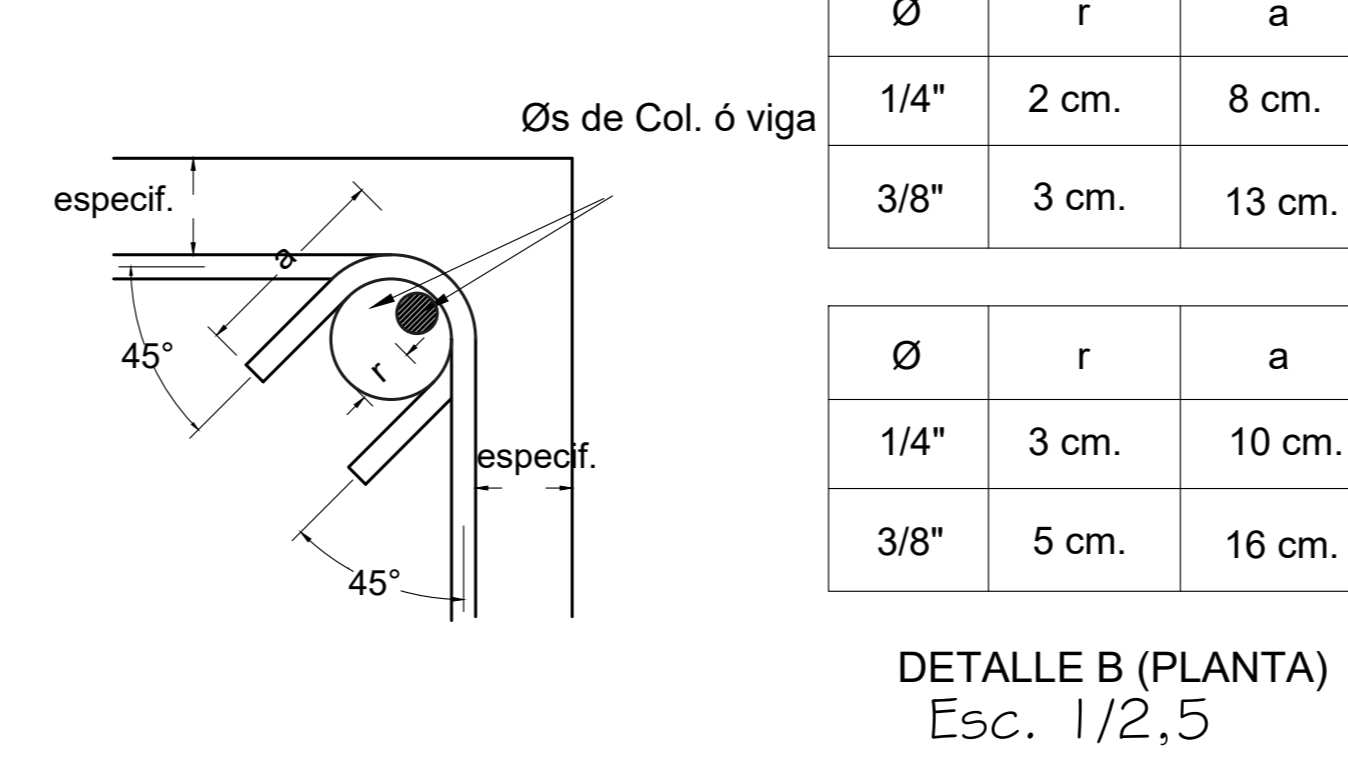 Ø r a
Øs de Col. ó viga
1/4" 2 cm. 8 cm.
especif.
3/8" 3 cm. 13 cm.
a
45°
r
Ø r a
1/4" 3 cm. 10 cm.
especif.
3/8" 5 cm. 16 cm.
45°
DETALLE B (PLANTA)
Esc. 1/2,5